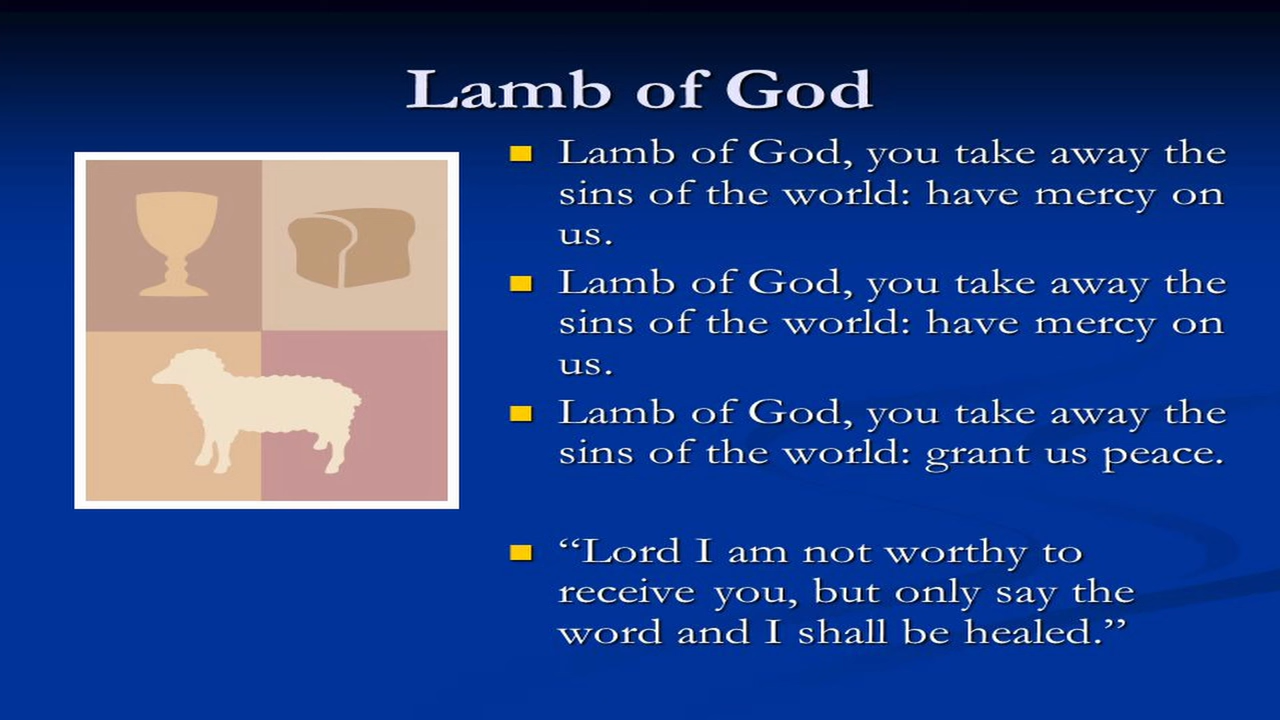 Lamb of God
Lamb of God, you take away the
sins of the world: have mercy on
us.
Lamb of God, you take away the
sins of the world: have mercy on
us.
Lamb of God, you take away the
sins of the world: grant us peace.
“Lord I am not worthy to
receive you, but only say the
word and I shall be healed.”